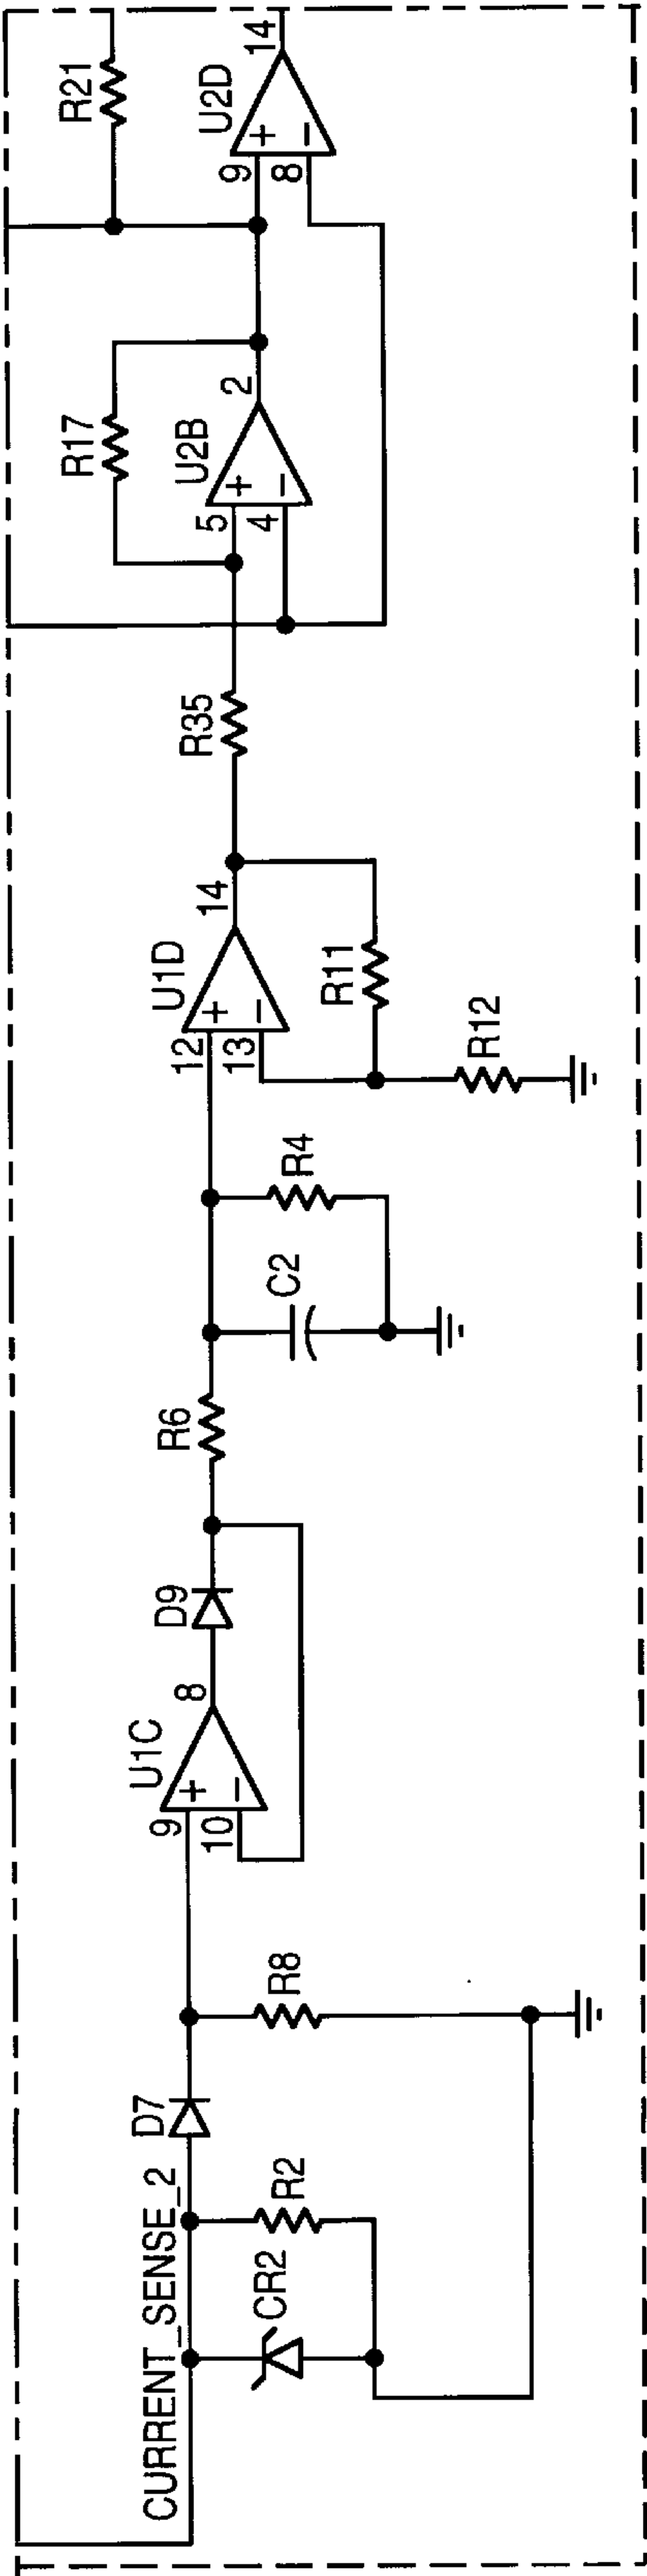 CURRENT_SENSE_2
CR2
R2
D7
R8
U1C
9
10
+
−
8
D9
R6
C2
R4
U1D
12
13
+
−
14
R11
R12
R35
R17
U2B
5
4
+
−
2
R21
U2D
9
8
+
−
14